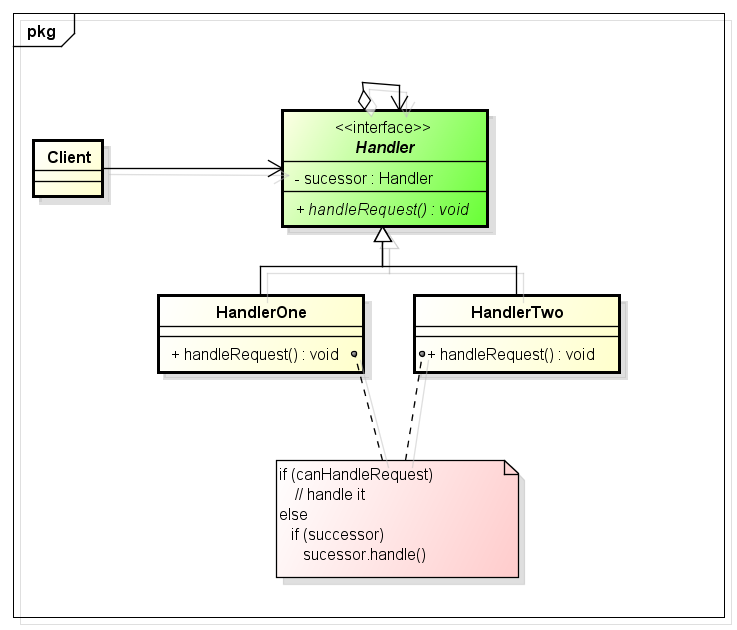 pkg
<<interface>>
Handler
- sucessor : Handler
+ handleRequest() : void
Client
HandlerOne
+ handleRequest() : void
HandlerTwo
+ handleRequest() : void
if (canHandleRequest)
// handle it
else
if (successor)
sucessor.handle()